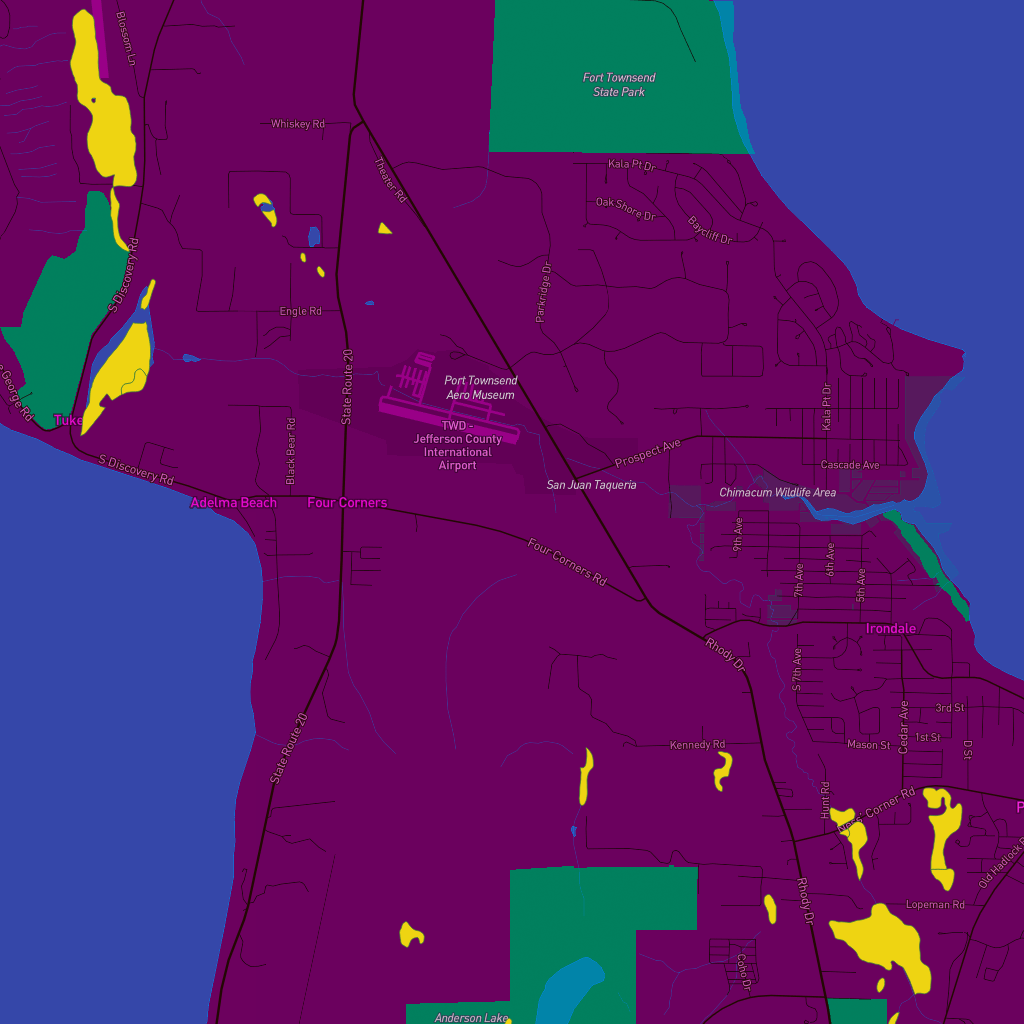 Blossom Ln
Fort Townsend
State Park
Whiskey Rd
Theater Rd
Kala Pt Dr
Oak Shore Dr
Baycliff Dr
S Discovery Rd
Parkridge Dr
Engle Rd
State Route 20
Port Townsend
Aero Museum
George Rd
Tuke
TWD -
Jefferson County
International
Airport
Kala Pt Dr
Black Bear Rd
Prospect Ave
S Discovery Rd
Cascade Ave
San Juan Taqueria
Chimacum Wildlife Area
Adelma Beach
Four Corners
9th Ave
Four Corners Rd
6th Ave
7th Ave
5th Ave
Irondale
Rhody Dr
S 7th Ave
3rd St
Cedar Ave
State Route 20
1st St
Kennedy Rd
Mason St
D St
Hunt Rd
Ness' Corner Rd
P
Old Hadlock R
Rhody Dr
Lopeman Rd
Coho Dr
Anderson Lake